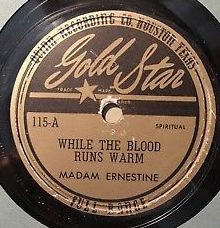 QUINN RECORDING CO. HOUSTON TEXAS
Gold Star
TRADE MARK
115-A
SPIRITUAL
WHILE THE BLOOD
RUNS WARM
MADAM ERNESTINE
FULL RANGE